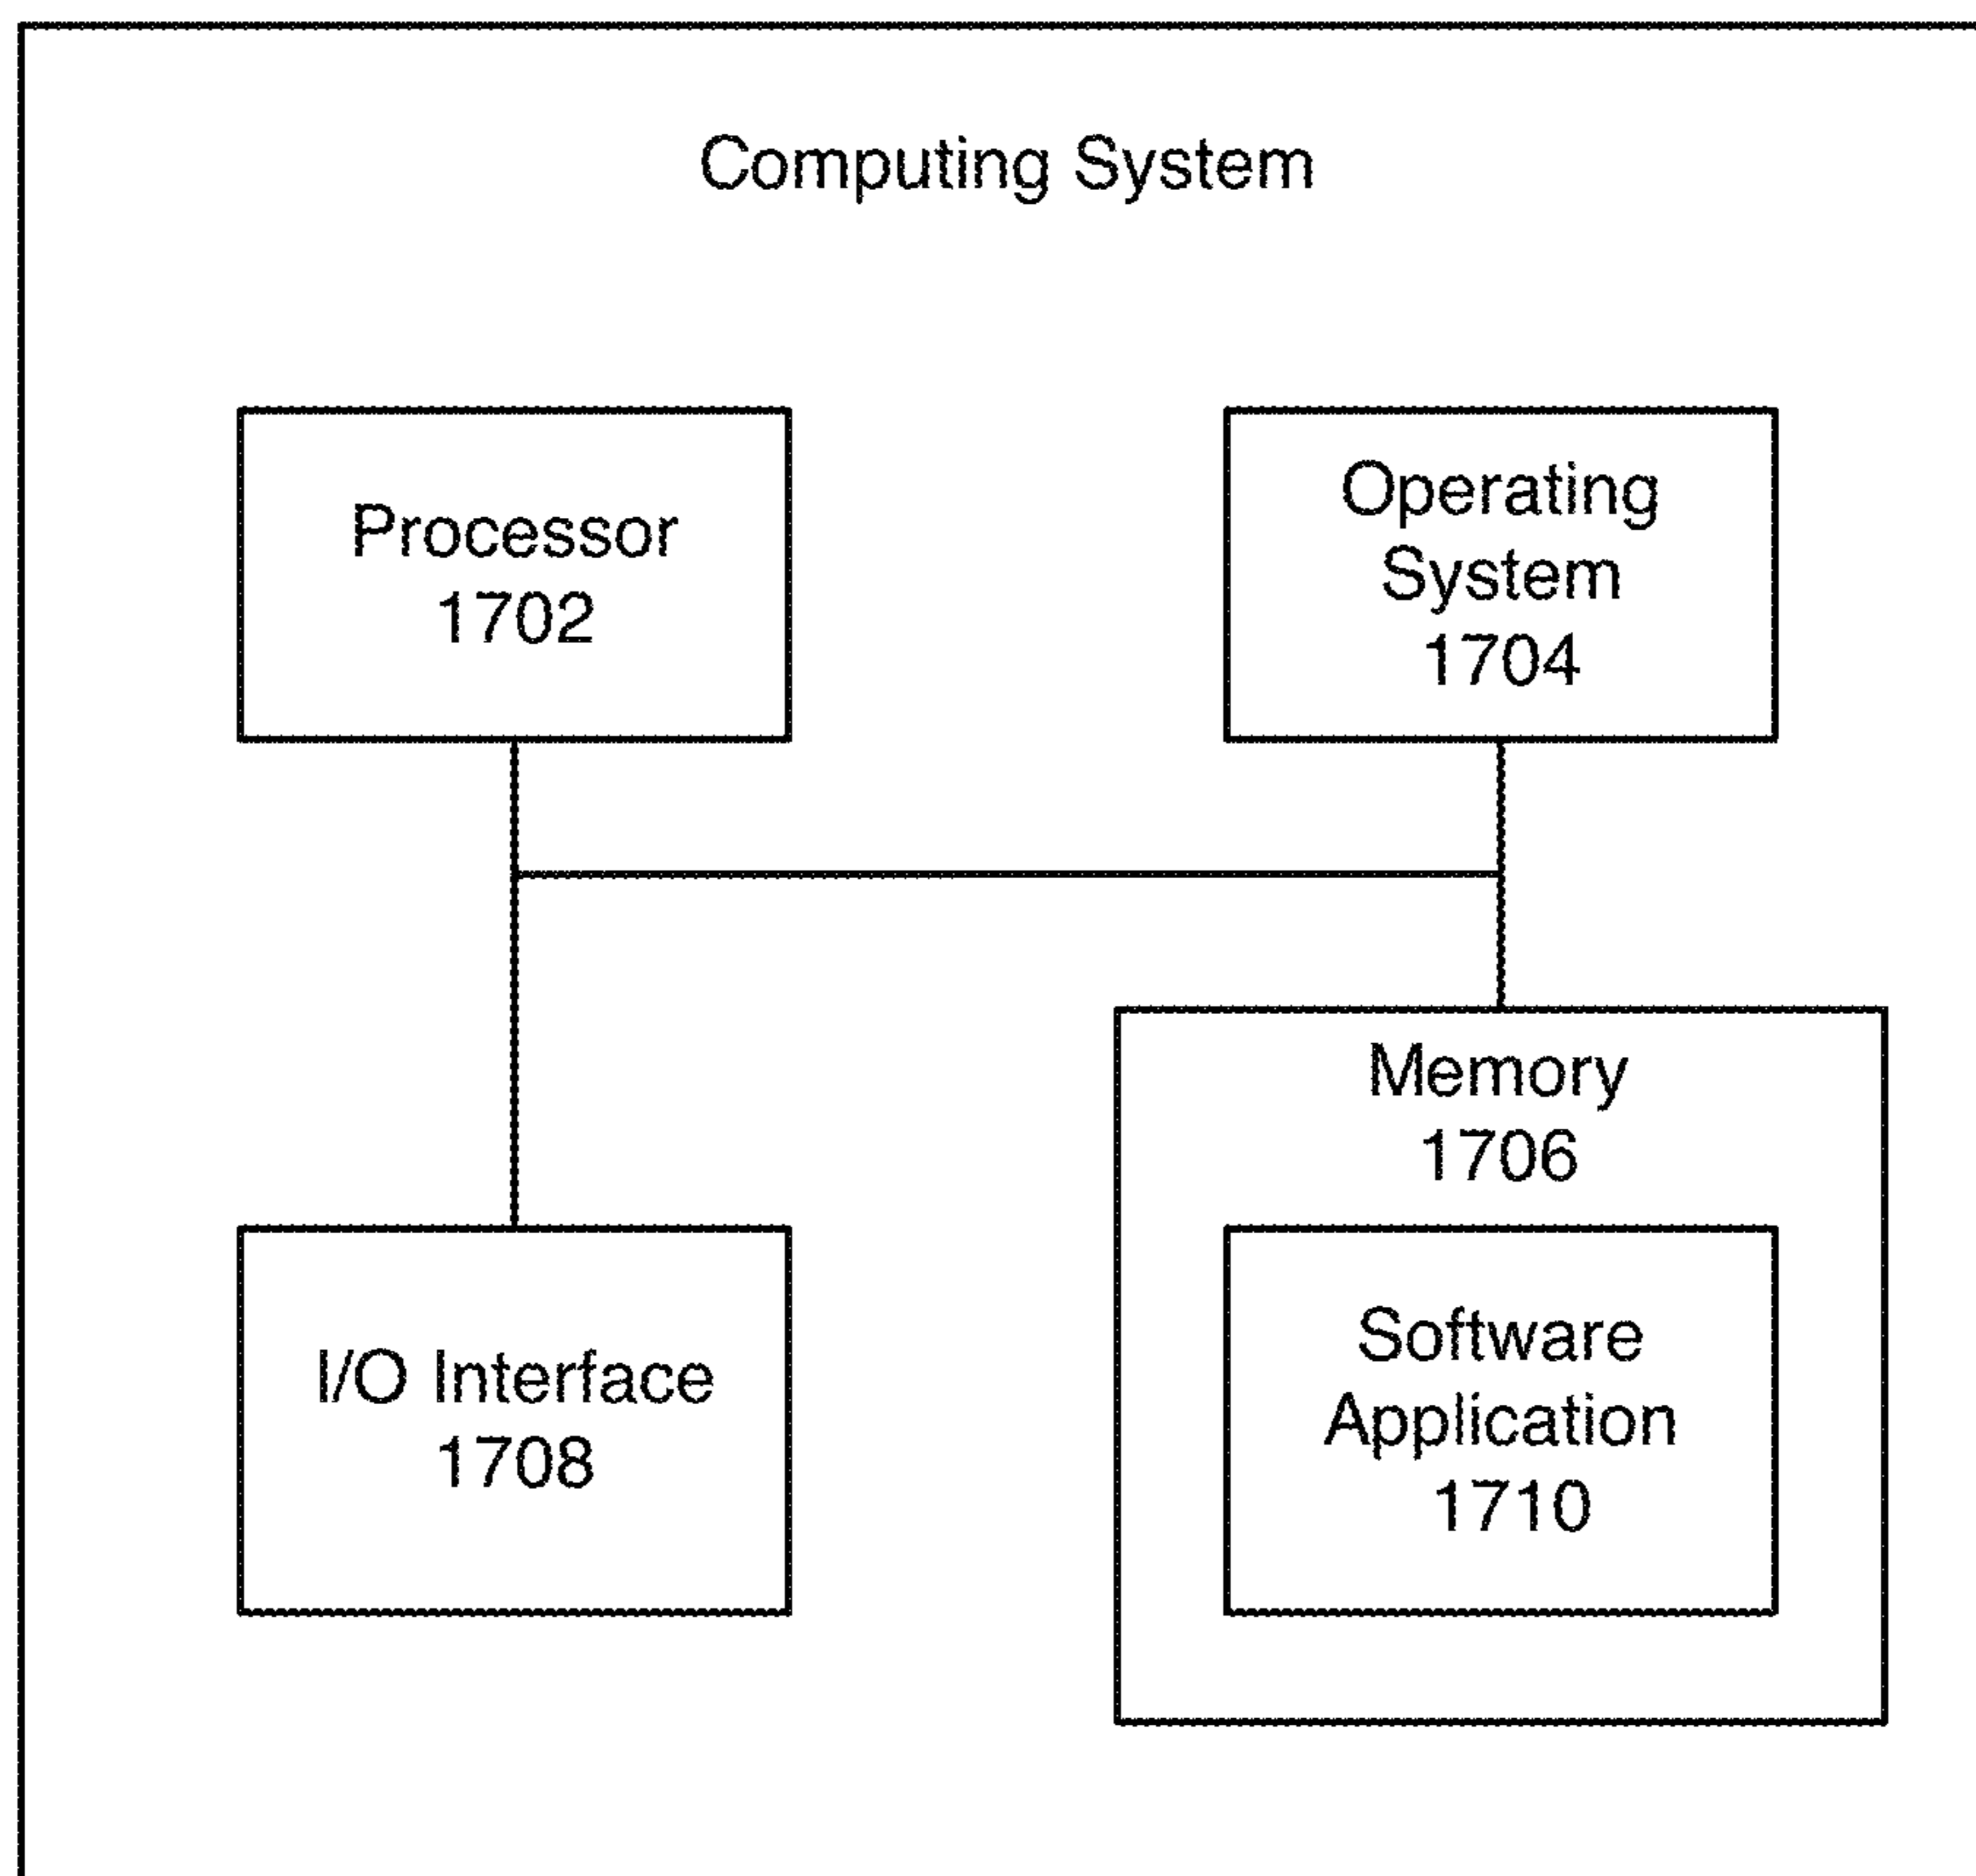 Computing System
Processor
1702
Operating
System
1704
Memory
1706
I/O Interface
1708
Software
Application
1710